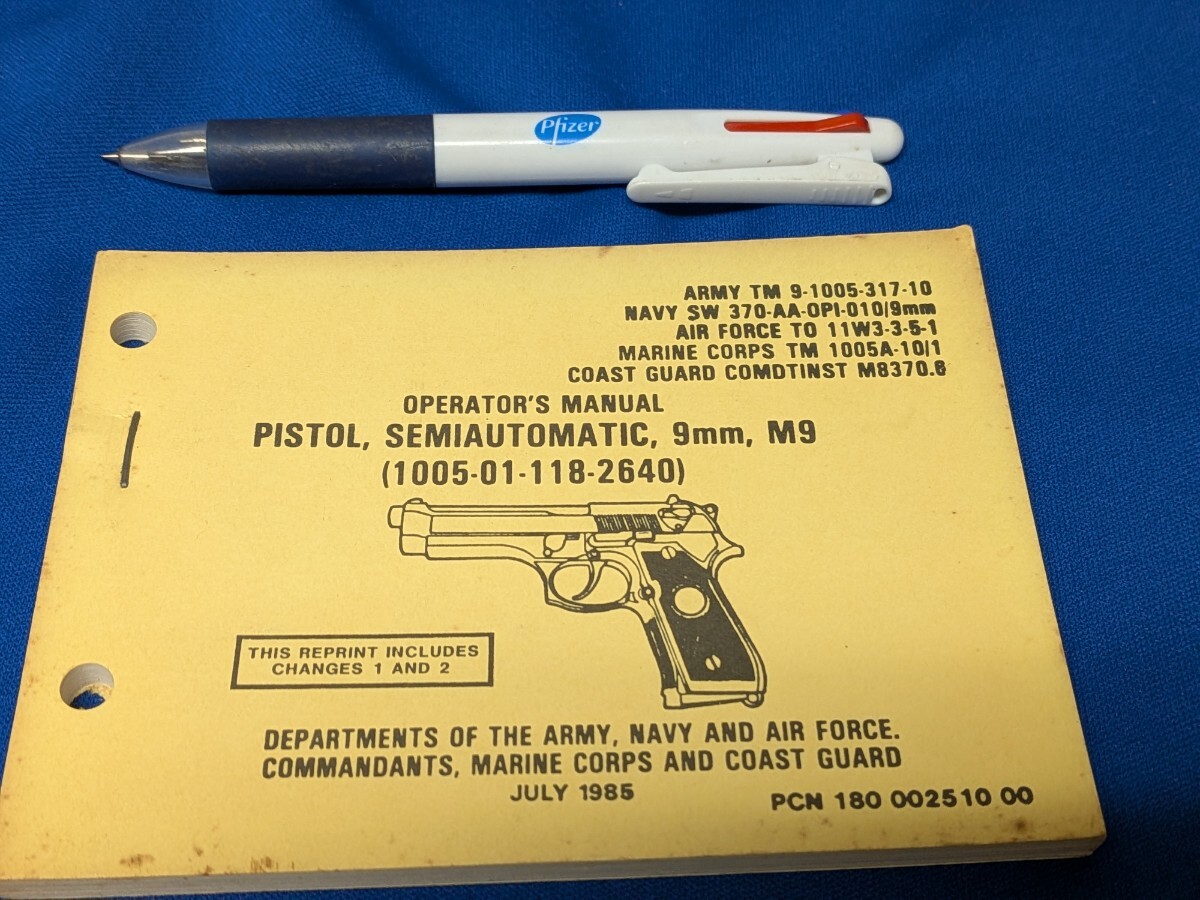 Pfizer
ARMY TM 9-1005-317-10
NAVY SW 370-AA-OPI-010/9mm
AIR FORCE TO 11W3-3-5-1
MARINE CORPS TM 1005A-10/1
COAST GUARD COMDTINST M8370.6
OPERATOR'S MANUAL
PISTOL, SEMIAUTOMATIC, 9mm, M9
(1005-01-118-2640)
THIS REPRINT INCLUDES
CHANGES 1 AND 2
DEPARTMENTS OF THE ARMY, NAVY AND AIR FORCE.
COMMANDANTS, MARINE CORPS AND COAST GUARD
JULY 1985
PCN 180 002510 00